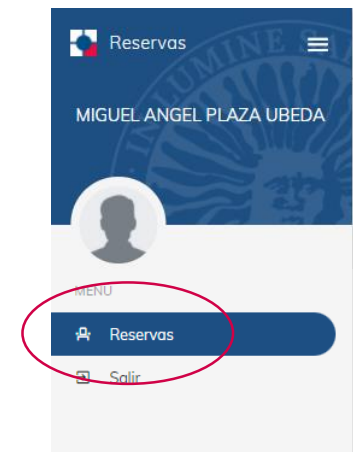 Reservas
MIGUEL ANGEL PLAZA UBEDA
MENU
Reservas
Salir